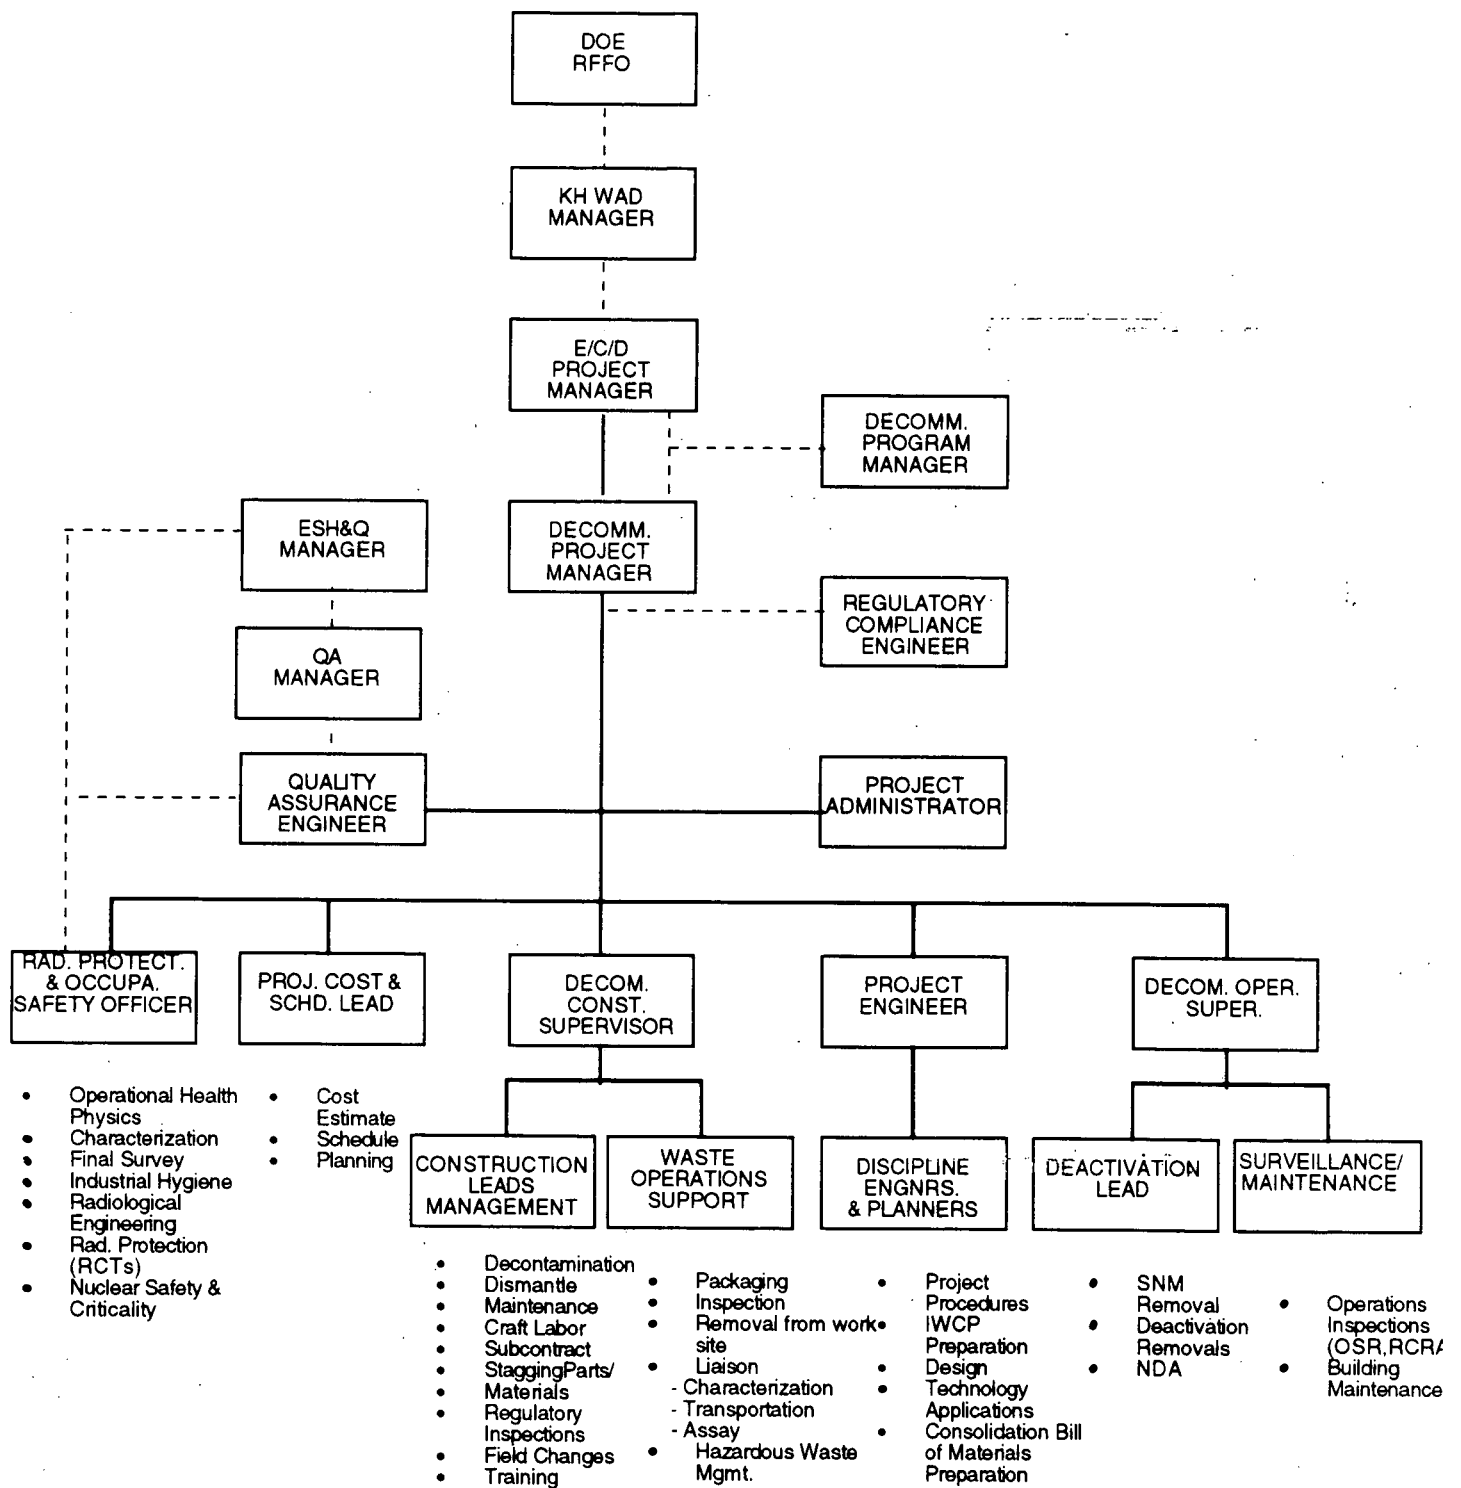 DOE
RFFO
KH WAD
MANAGER
E/C/D
PROJECT
MANAGER
DECOMM.
PROGRAM
MANAGER
ESH&Q
MANAGER
DECOMM.
PROJECT
MANAGER
REGULATORY
COMPLIANCE
ENGINEER
QA
MANAGER
QUALITY
ASSURANCE
ENGINEER
PROJECT
ADMINISTRATOR
RAD. PROTECT.
& OCCUPA.
SAFETY OFFICER
PROJ. COST &
SCHD. LEAD
DECOM.
CONST.
SUPERVISOR
PROJECT
ENGINEER
DECOM. OPER.
SUPER.
• Operational Health
Physics
• Characterization
• Final Survey
• Industrial Hygiene
• Radiological
Engineering
• Rad. Protection
(RCTs)
• Nuclear Safety &
Criticality
• Cost
Estimate
• Schedule
• Planning
CONSTRUCTION
LEADS
MANAGEMENT
WASTE
OPERATIONS
SUPPORT
DISCIPLINE
ENGNRS.
& PLANNERS
DEACTIVATION
LEAD
SURVEILLANCE/
MAINTENANCE
• Decontamination
• Dismantle
• Maintenance
• Craft Labor
• Subcontract
• StaggingParts/
• Materials
• Regulatory
Inspections
• Field Changes
• Training
• Packaging
• Inspection
• Removal from work
site
• Liaison
- Characterization
- Transportation
- Assay
• Hazardous Waste
Mgmt.
• Project
Procedures
• IWCP
Preparation
• Design
• Technology
Applications
• Consolidation Bill
of Materials
Preparation
• SNM
Removal
• Deactivation
Removals
• NDA
• Operations
Inspections
(OSR,RCRA
• Building
Maintenance